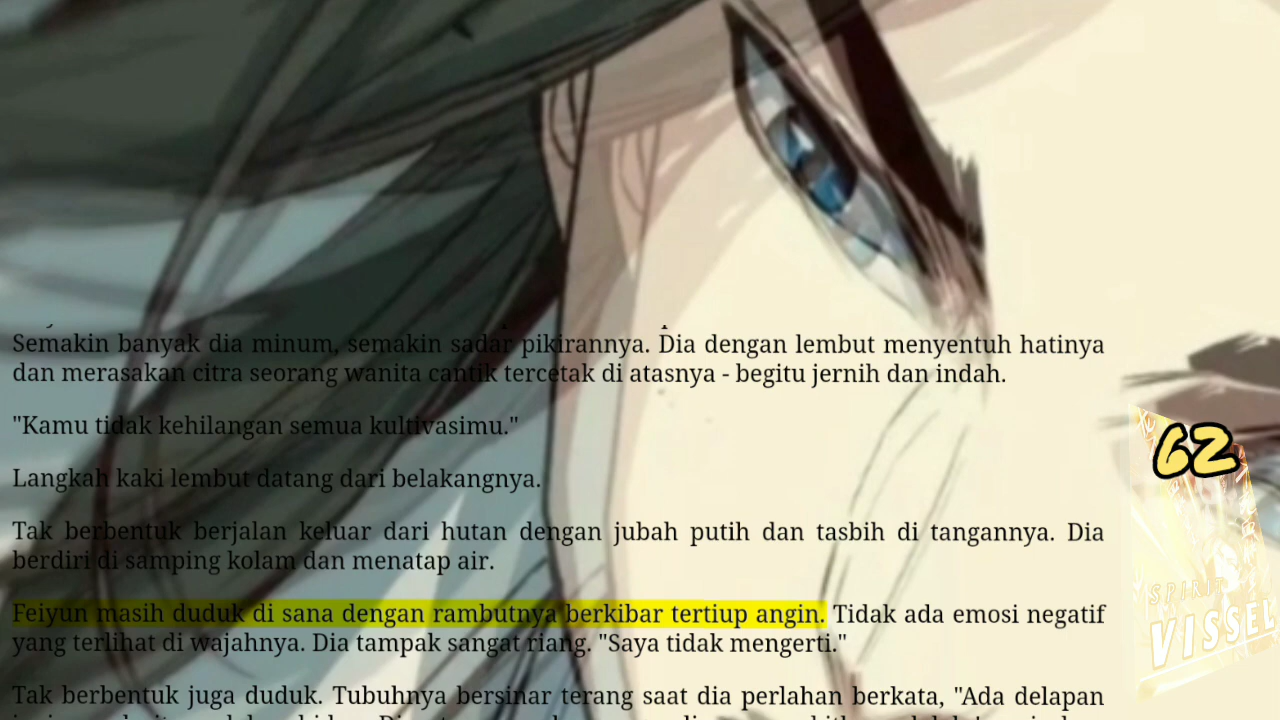 Semakin banyak dia minum, semakin sadar pikirannya. Dia dengan lembut menyentuh hatinya
dan merasakan citra seorang wanita cantik tercetak di atasnya - begitu jernih dan indah.
"Kamu tidak kehilangan semua kultivasimu."
Langkah kaki lembut datang dari belakangnya.
Tak berbentuk berjalan keluar dari hutan dengan jubah putih dan tasbih di tangannya. Dia
berdiri di samping kolam dan menatap air.
Feiyun masih duduk di sana dengan rambutnya berkibar tertiup angin. Tidak ada emosi negatif
yang terlihat di wajahnya. Dia tampak sangat riang. "Saya tidak mengerti."
Tak berbentuk juga duduk. Tubuhnya bersinar terang saat dia perlahan berkata, "Ada delapan
62
SPIRIT
VISSEL